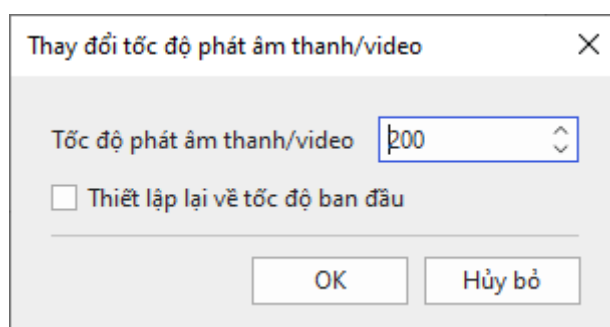 Thay đổi tốc độ phát âm thanh/video
Tốc độ phát âm thanh/video 200
Thiết lập lại về tốc độ ban đầu
OK Hủy bỏ